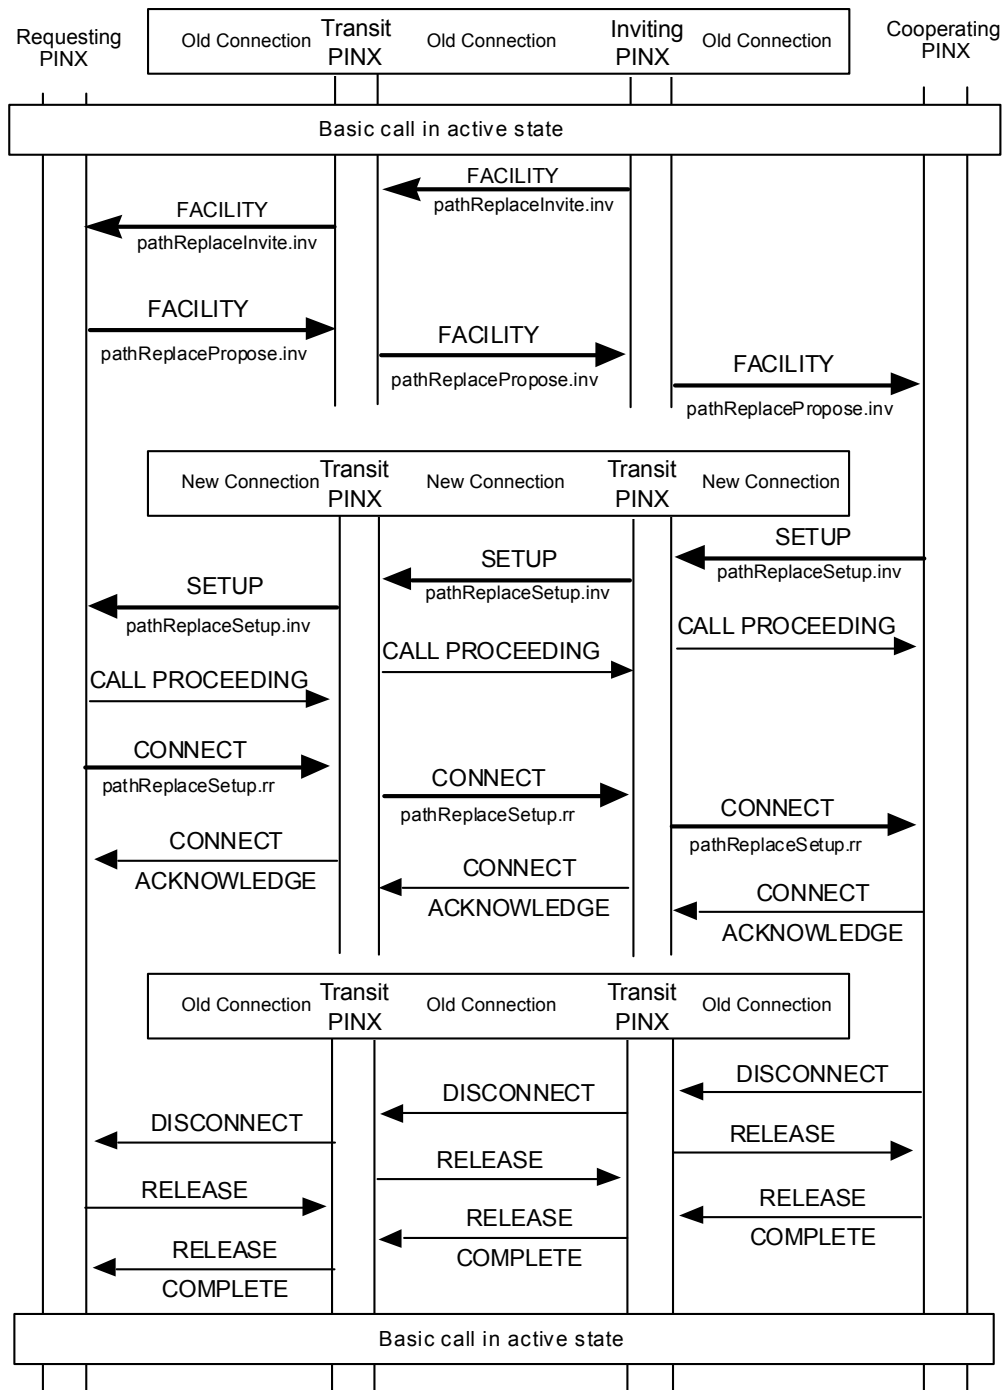 Requesting
PINX
Old Connection
Transit
PINX
Old Connection
Inviting
PINX
Old Connection
Cooperating
PINX
Basic call in active state
FACILITY
pathReplaceInvite.inv
FACILITY
pathReplaceInvite.inv
FACILITY
pathReplacePropose.inv
FACILITY
pathReplacePropose.inv
FACILITY
pathReplacePropose.inv
New Connection
Transit
PINX
New Connection
Transit
PINX
New Connection
SETUP
pathReplaceSetup.inv
SETUP
pathReplaceSetup.inv
SETUP
pathReplaceSetup.inv
CALL PROCEEDING
CALL PROCEEDING
CALL PROCEEDING
CONNECT
pathReplaceSetup.rr
CONNECT
pathReplaceSetup.rr
CONNECT
pathReplaceSetup.rr
CONNECT
ACKNOWLEDGE
CONNECT
ACKNOWLEDGE
CONNECT
ACKNOWLEDGE
Old Connection
Transit
PINX
Old Connection
Transit
PINX
Old Connection
DISCONNECT
DISCONNECT
DISCONNECT
RELEASE
RELEASE
RELEASE
RELEASE
COMPLETE
RELEASE
COMPLETE
RELEASE
COMPLETE
Basic call in active state